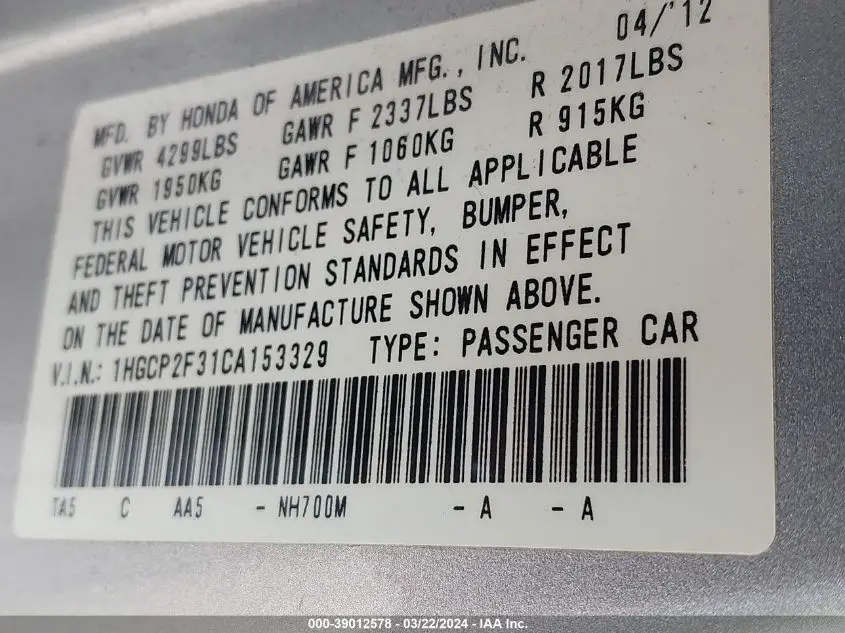 04/'12
MFD. BY HONDA OF AMERICA MFG., INC.
GVWR 4299LBS GAWR F 2337LBS R 2017LBS
GVWR 1950KG GAWR F 1060KG R 915KG
THIS VEHICLE CONFORMS TO ALL APPLICABLE
FEDERAL MOTOR VEHICLE SAFETY, BUMPER,
AND THEFT PREVENTION STANDARDS IN EFFECT
ON THE DATE OF MANUFACTURE SHOWN ABOVE.
V.I.N.: 1HGCP2F31CA153329 TYPE: PASSENGER CAR
TA5 C AA5 - NH700M - A - A
000-39012578 - 03/22/2024 - IAA Inc.